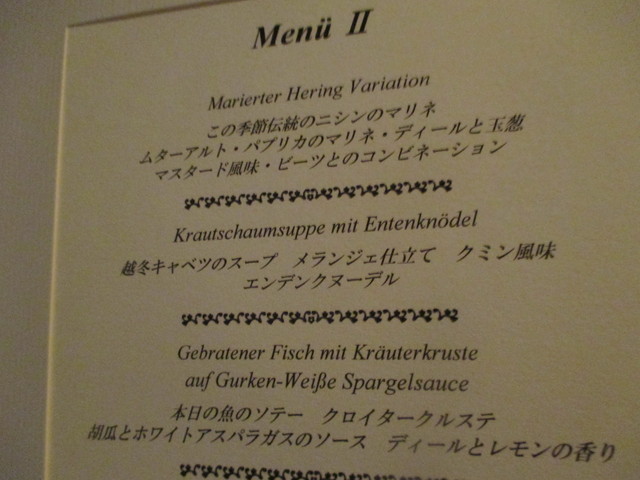 Menü II
Marierter Hering Variation
この季節伝統のニシンのマリネ
ムターアルト・パプリカのマリネ・ディールと玉葱
マスタード風味・ビーツとのコンビネーション
Krautschaumsuppe mit Entenknödel
越冬キャベツのスープ　メランジェ仕立て　クミン風味
エンデンクヌーデル
Gebratener Fisch mit Kräuterkruste
auf Gurken-Weiße Spargelsauce
本日の魚のソテー　クロイタークルステ
胡瓜とホワイトアスパラガスのソース　ディールとレモンの香り